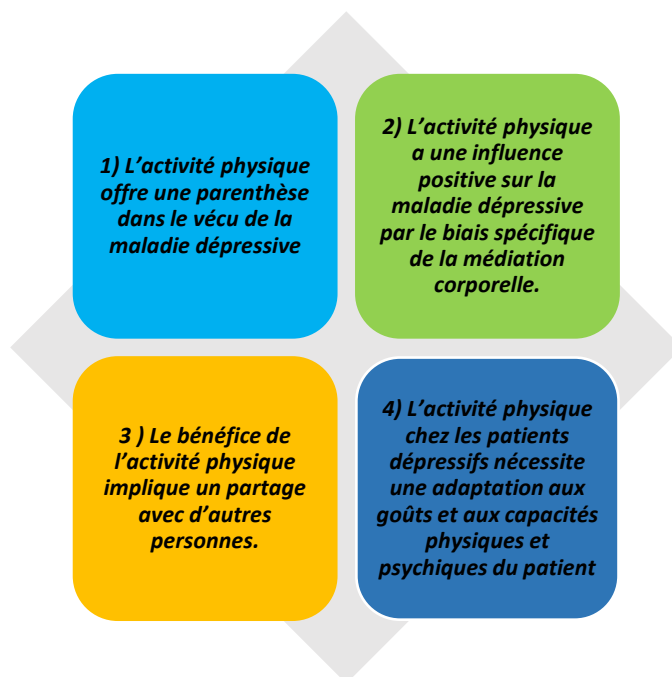 1) L’activité physique
offre une parenthèse
dans le vécu de la
maladie dépressive
2) L’activité physique
a une influence
positive sur la
maladie dépressive
par le biais spécifique
de la médiation
corporelle.
3 ) Le bénéfice de
l’activité physique
implique un partage
avec d’autres
personnes.
4) L’activité physique
chez les patients
dépressifs nécessite
une adaptation aux
goûts et aux capacités
physiques et
psychiques du patient